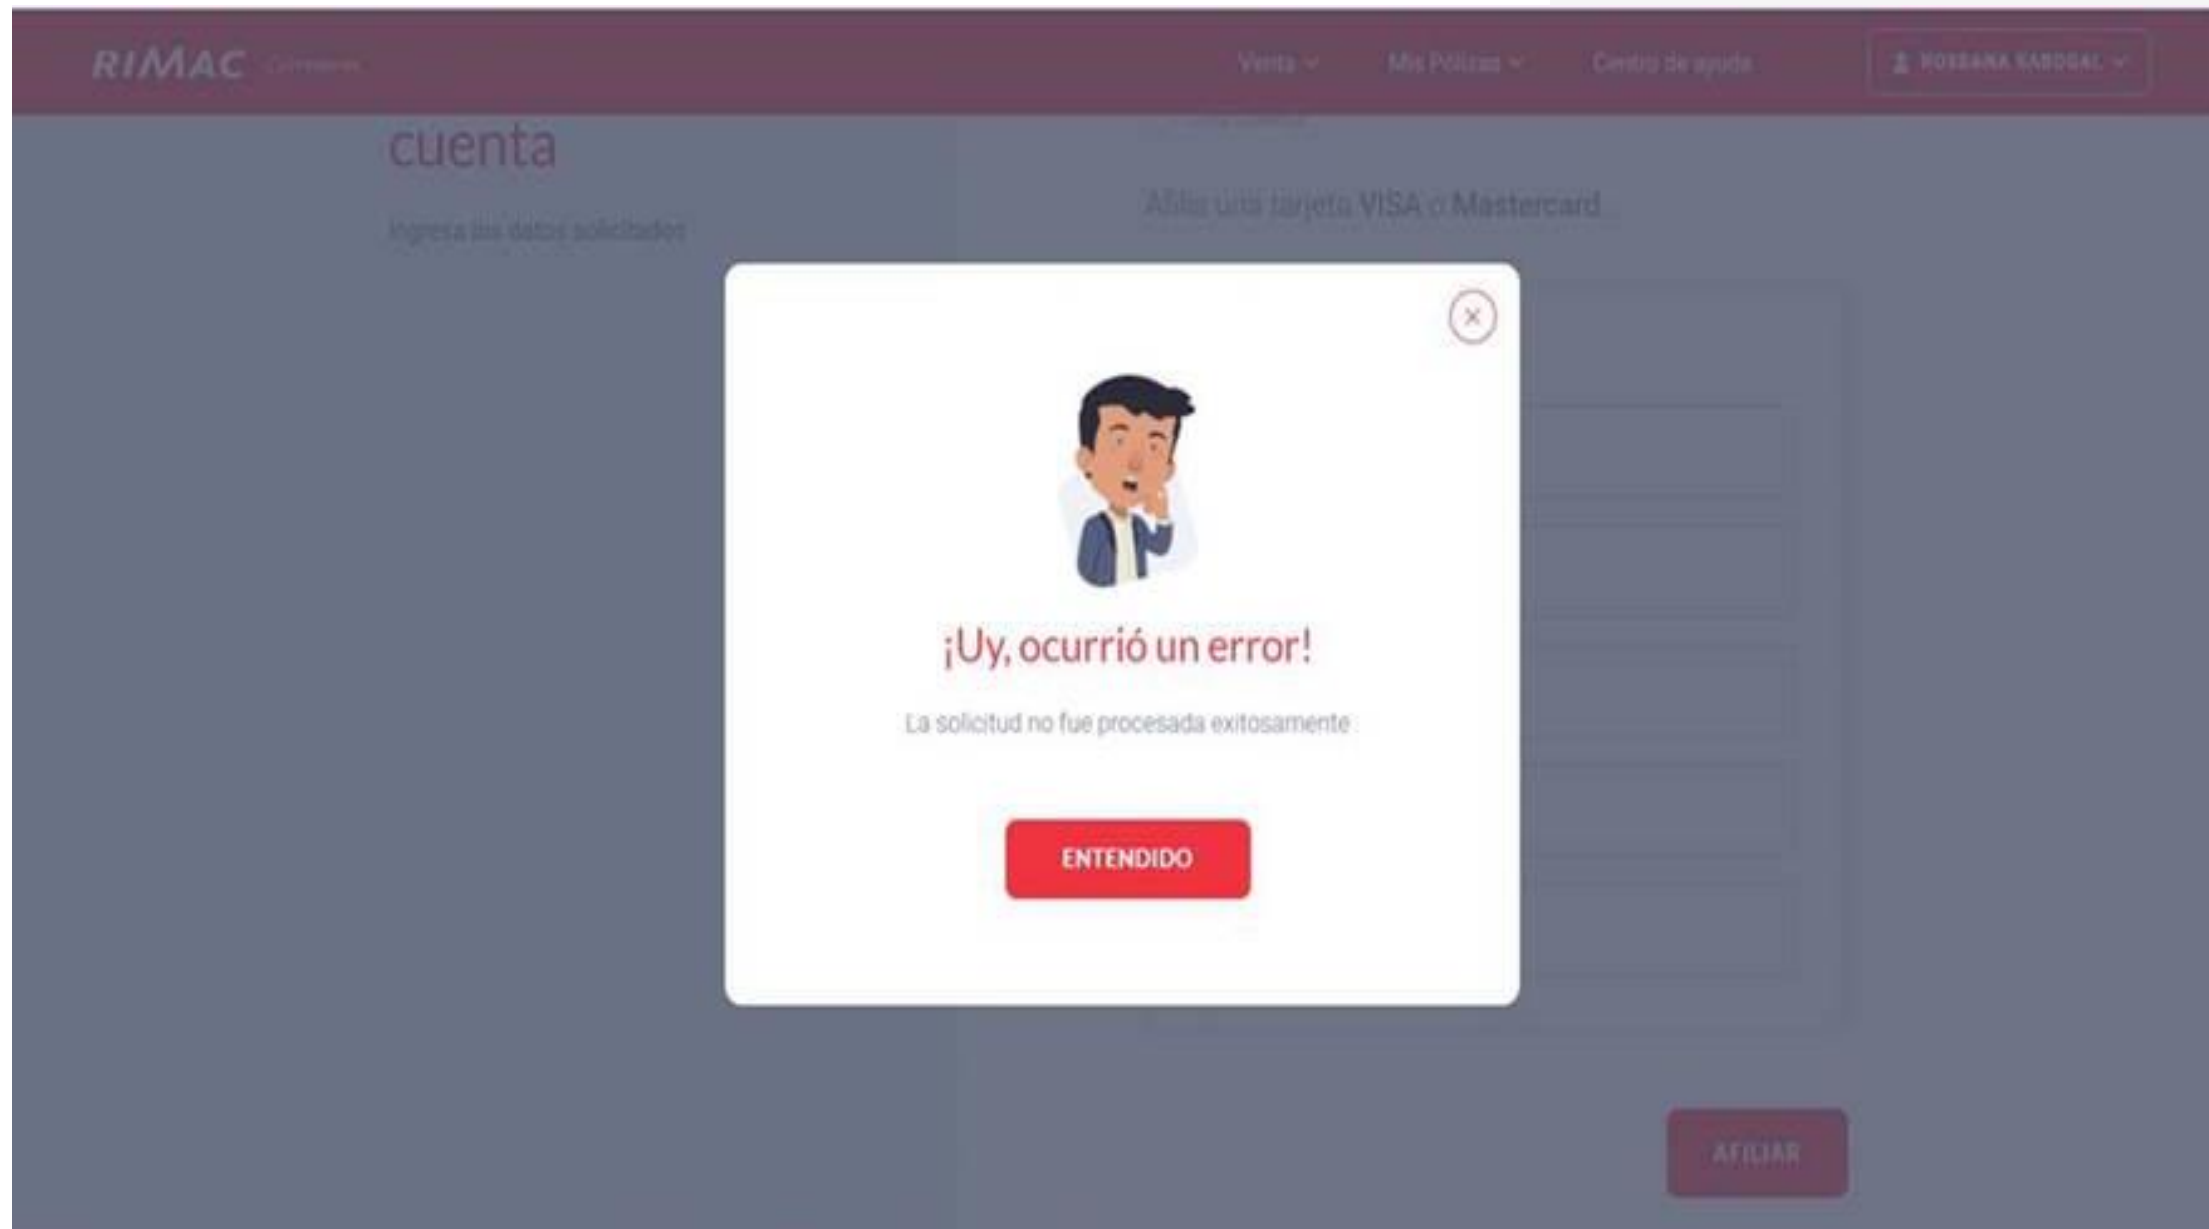 RIMAC
Venta
Mis Pólizas
Centro de ayuda
cuenta
Ingresa los datos solicitados
Afilia una tarjeta VISA o Mastercard
¡Uy, ocurrió un error!
La solicitud no fue procesada exitosamente
ENTENDIDO
AFILIAR